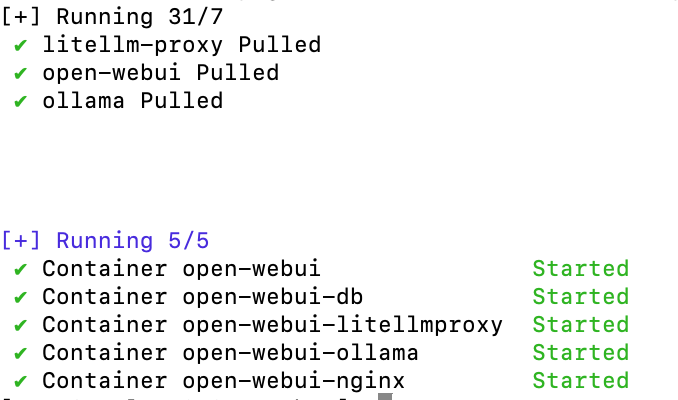 [+] Running 31/7
✔ litellm-proxy Pulled
✔ open-webui Pulled
✔ ollama Pulled
[+] Running 5/5
✔ Container open-webui Started
✔ Container open-webui-db Started
✔ Container open-webui-litellmproxy Started
✔ Container open-webui-ollama Started
✔ Container open-webui-nginx Started